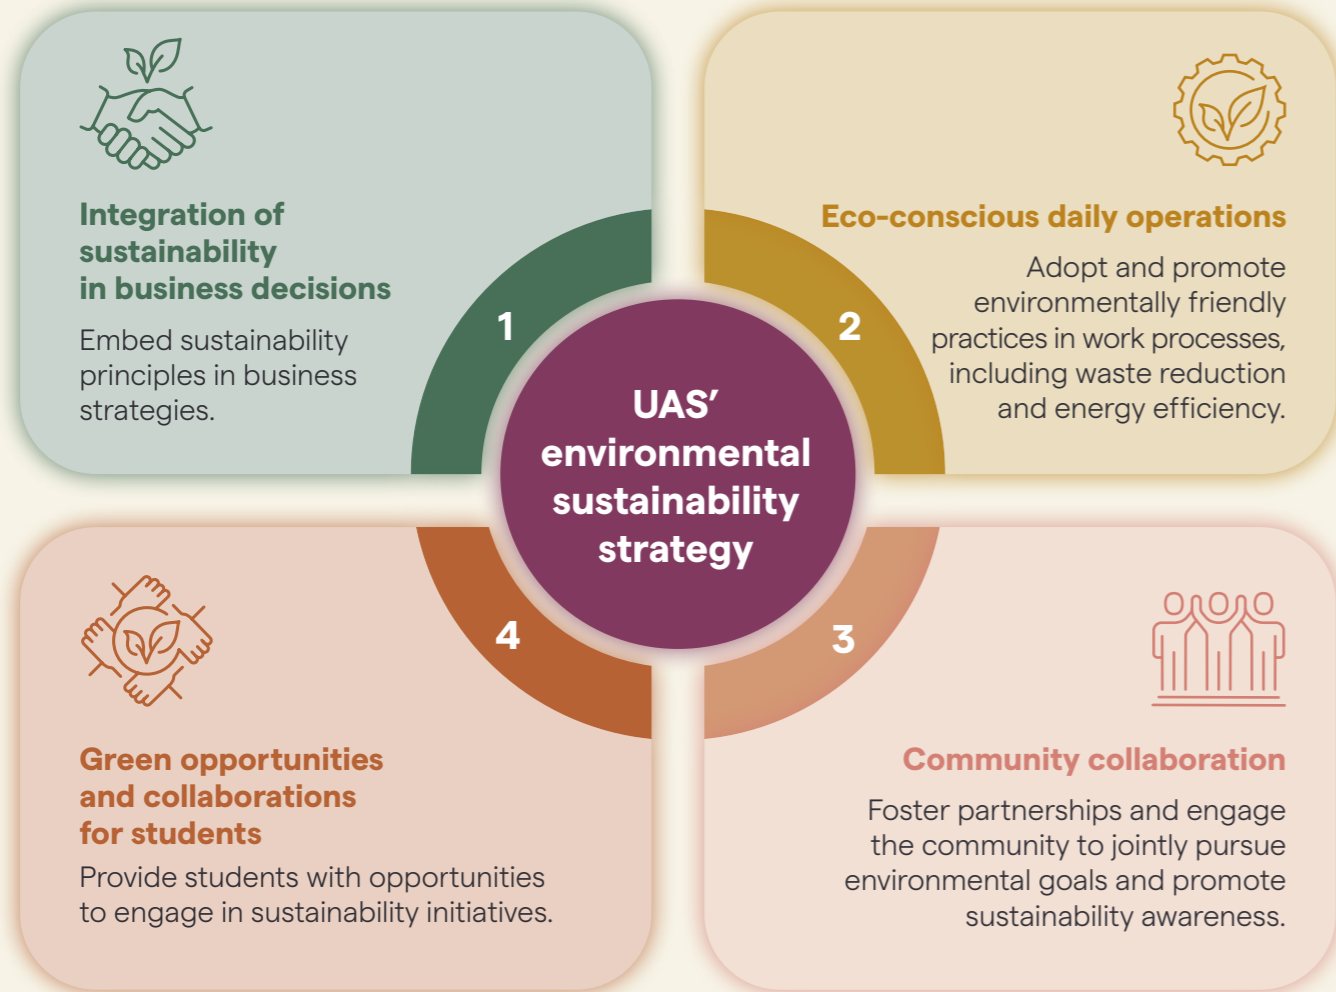 Integration of
sustainability
in business decisions
Embed sustainability
principles in business
strategies.
1
Eco-conscious daily operations
Adopt and promote
environmentally friendly
practices in work processes,
including waste reduction
and energy efficiency.
2
UAS’
environmental
sustainability
strategy
3
Community collaboration
Foster partnerships and engage
the community to jointly pursue
environmental goals and promote
sustainability awareness.
4
Green opportunities
and collaborations
for students
Provide students with opportunities
to engage in sustainability initiatives.